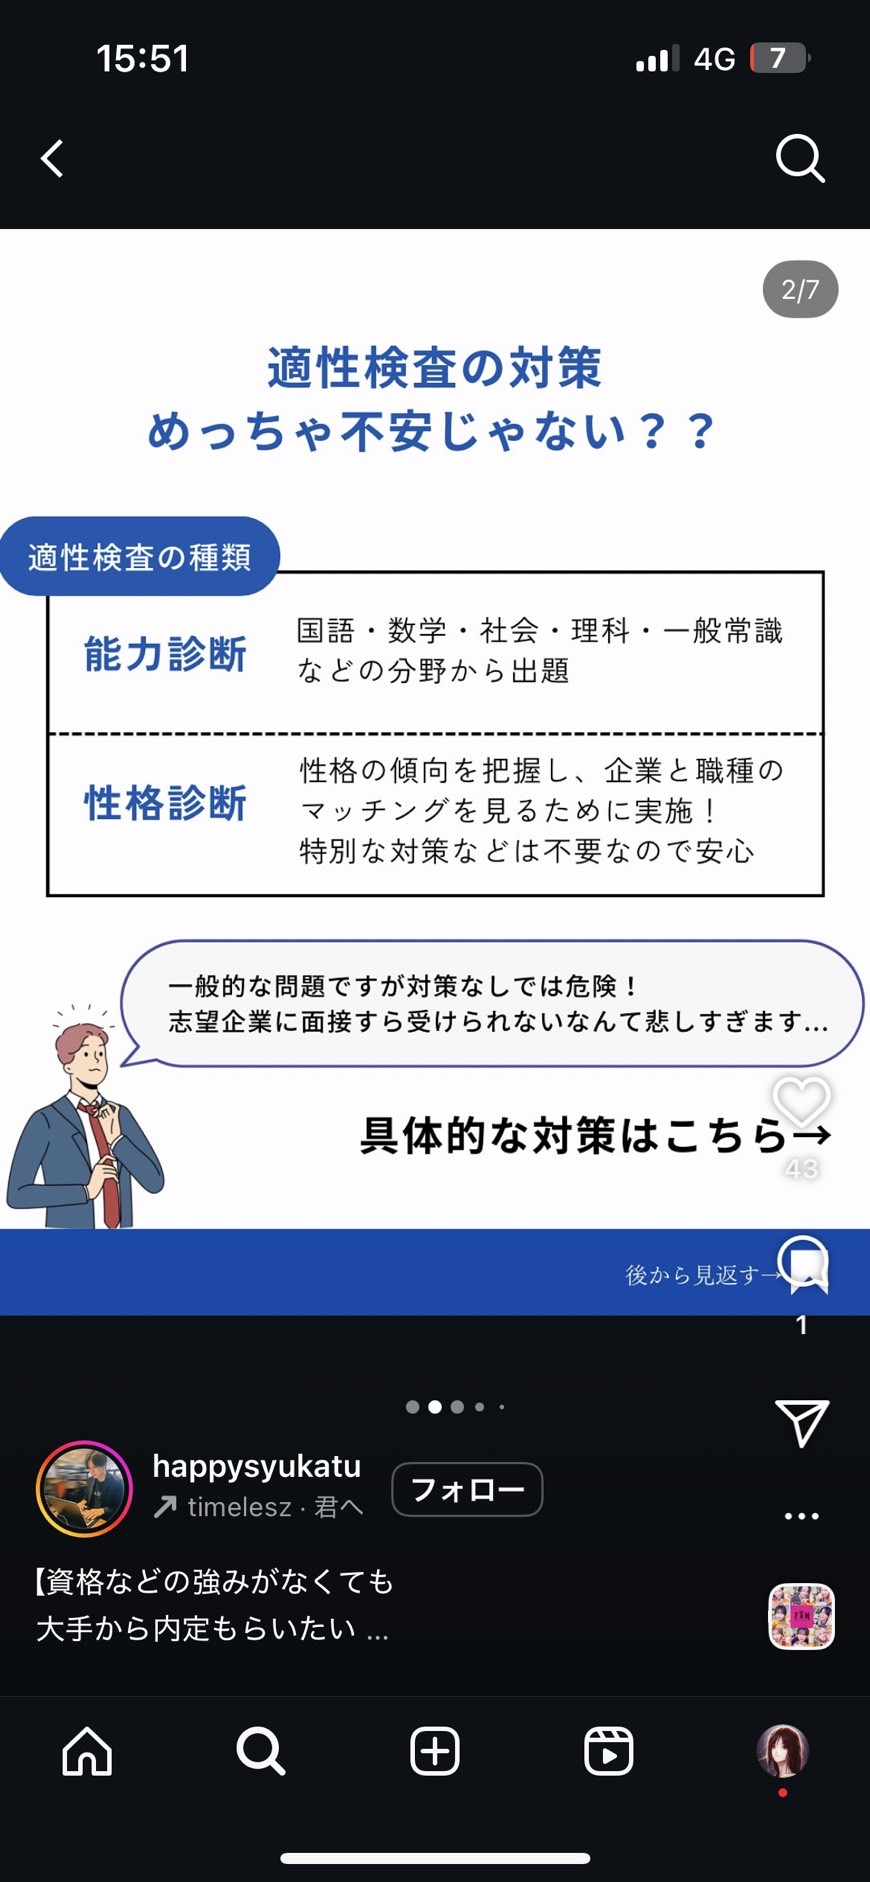 15:51
4G
7
2/7
適性検査の対策
めっちゃ不安じゃない？？
適性検査の種類
能力診断
国語・数学・社会・理科・一般常識
などの分野から出題
性格診断
性格の傾向を把握し、企業と職種の
マッチングを見るために実施！
特別な対策などは不要なので安心
一般的な問題ですが対策なしでは危険！
志望企業に面接すら受けられないなんて悲しすぎます…
具体的な対策はこちら→
43
後から見返す→
1
happysyukatu
timelesz · 君へ
フォロー
【資格などの強みがなくても
大手から内定もらいたい ...